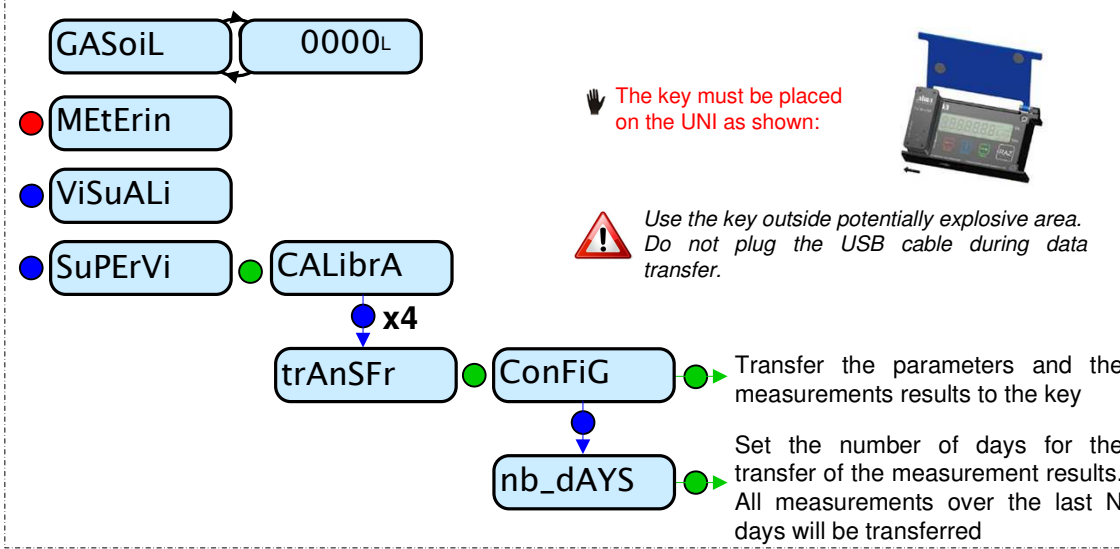 GASoiL
0000L
MEtErin
The key must be placed
on the UNI as shown:
ViSuALi
Use the key outside potentially explosive area.
Do not plug the USB cable during data
transfer.
SuPErVi
CALibrA
x4
trAnSFr
ConFiG
Transfer the parameters and the
measurements results to the key
nb_dAYS
Set the number of days for the
transfer of the measurement results.
All measurements over the last N
days will be transferred
RAZ